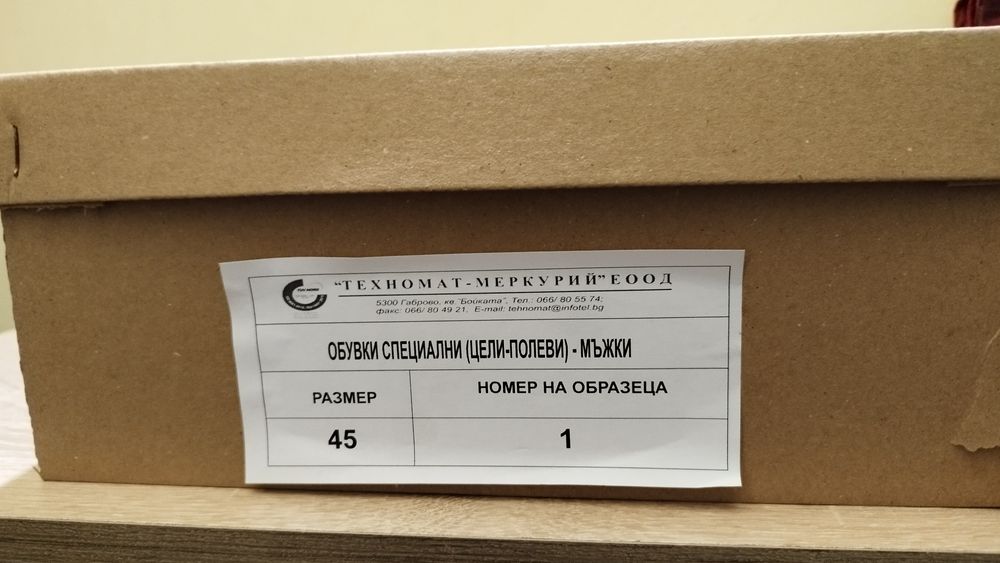 "ТЕХНОМАТ-МЕРКУРИЙ" ЕООД
5300 Габрово, кв."Бойката", Тел.: 066/ 80 55 74;
факс: 066/ 80 49 21, E-mail: tehnomat@infotel.bg
ОБУВКИ СПЕЦИАЛНИ (ЦЕЛИ-ПОЛЕВИ) - МЪЖКИ
РАЗМЕР
НОМЕР НА ОБРАЗЕЦА
45
1